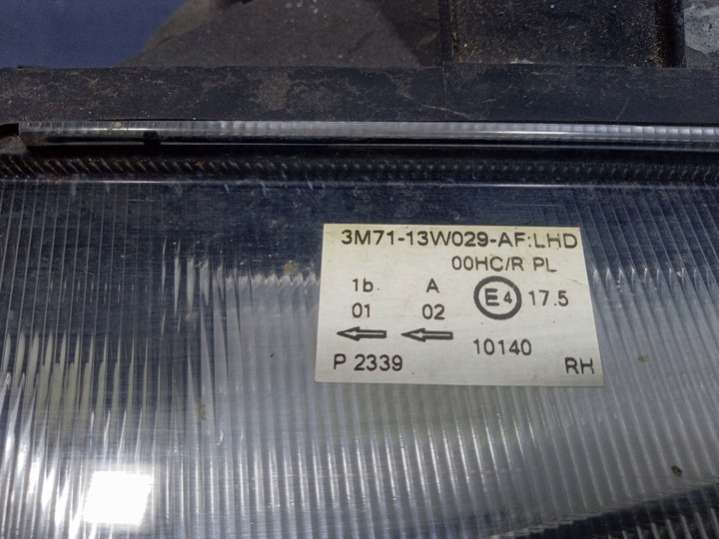 3M71-13W029-AF:LHD
00HC/R PL
1b A E4 17.5
01 02
10140
P 2339 RH